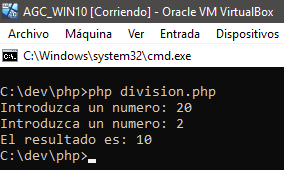 AGC_WIN10 [Corriendo] - Oracle VM VirtualBox
Archivo Máquina Ver Entrada Dispositivos
C:\Windows\system32\cmd.exe
C:\dev\php>php division.php
Introduzca un numero: 20
Introduzca un numero: 2
El resultado es: 10
C:\dev\php>